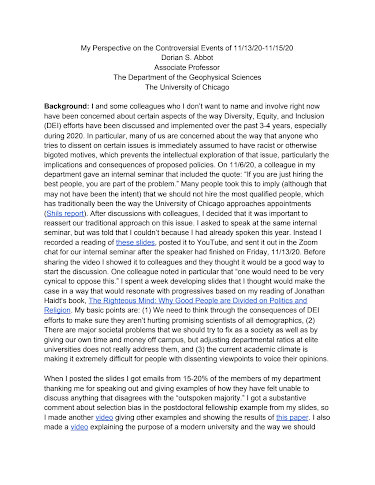 My Perspective on the Controversial Events of 11/13/20-11/15/20
Dorian S. Abbot
Associate Professor
The Department of the Geophysical Sciences
The University of Chicago
Background: I and some colleagues who I don't want to name and involve right now
have been concerned about certain aspects of the way Diversity, Equity, and Inclusion
(DEI) efforts have been discussed and implemented over the past 3-4 years, especially
during 2020. In particular, many of us are concerned about the way that anyone who
tries to dissent on certain issues is immediately assumed to have racist or otherwise
bigoted motives, which prevents the intellectual exploration of that issue, particularly the
implications and consequences of proposed policies. On 11/6/20, a colleague in my
department gave an internal seminar that included the quote: "If you are just hiring the
best people, you are part of the problem." Many people took this to imply (although that
may not have been the intent) that we should not hire the most qualified people, which
has traditionally been the way the University of Chicago approaches appointments
(Shils report). After discussions with colleagues, I decided that it was important to
reassert our traditional approach on this issue. I asked to speak at the same internal
seminar, but was told that I couldn't because I had already spoken this year. Instead I
recorded a reading of these slides, posted it to YouTube, and sent it out in the Zoom
chat for our internal seminar after the speaker had finished on Friday, 11/13/20. Before
sharing the video I showed it to colleagues and they thought it would be a good way to
start the discussion. One colleague noted in particular that "one would need to be very
cynical to oppose this." I spent a week developing slides that I thought would make the
case in a way that would resonate with progressives based on my reading of Jonathan
Haidt's book, The Righteous Mind: Why Good People are Divided on Politics and
Religion. My basic points are: (1) We need to think through the consequences of DEI
efforts to make sure they aren't hurting promising scientists of all demographics, (2)
There are major societal problems that we should try to fix as a society as well as by
giving our own time and money off campus, but adjusting departmental ratios at elite
universities does not really address them, and (3) the current academic climate is
making it extremely difficult for people with dissenting viewpoints to voice their opinions.
When I posted the slides I got emails from 15-20% of the members of my department
thanking me for speaking out and giving examples of how they have felt unable to
discuss anything that disagrees with the "outspoken majority." I got a substantive
comment about selection bias in the postdoctoral fellowship example from my slides, so
I made another video giving other examples and showing the results of this paper. I also
made a video explaining the purpose of a modern university and the way we should